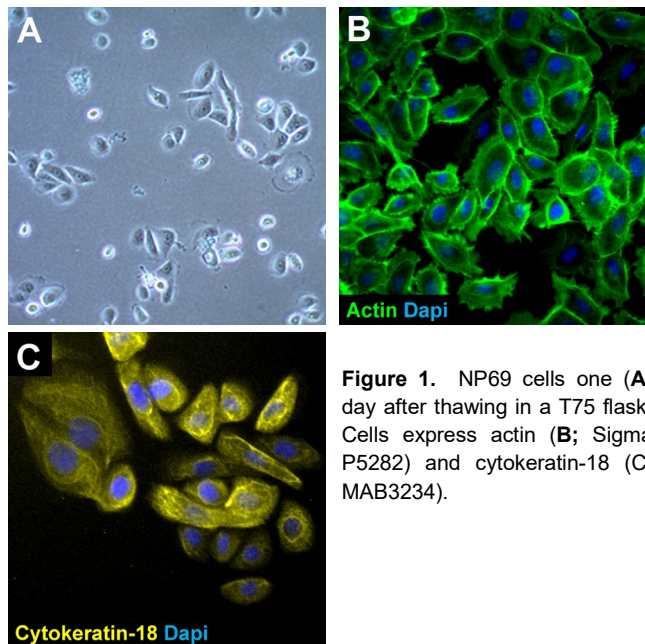 A
B
Actin Dapi
C
Cytokeratin-18 Dapi
Figure 1. NP69 cells one (A
day after thawing in a T75 flask
Cells express actin (B; Sigma
P5282) and cytokeratin-18 (C
MAB3234).